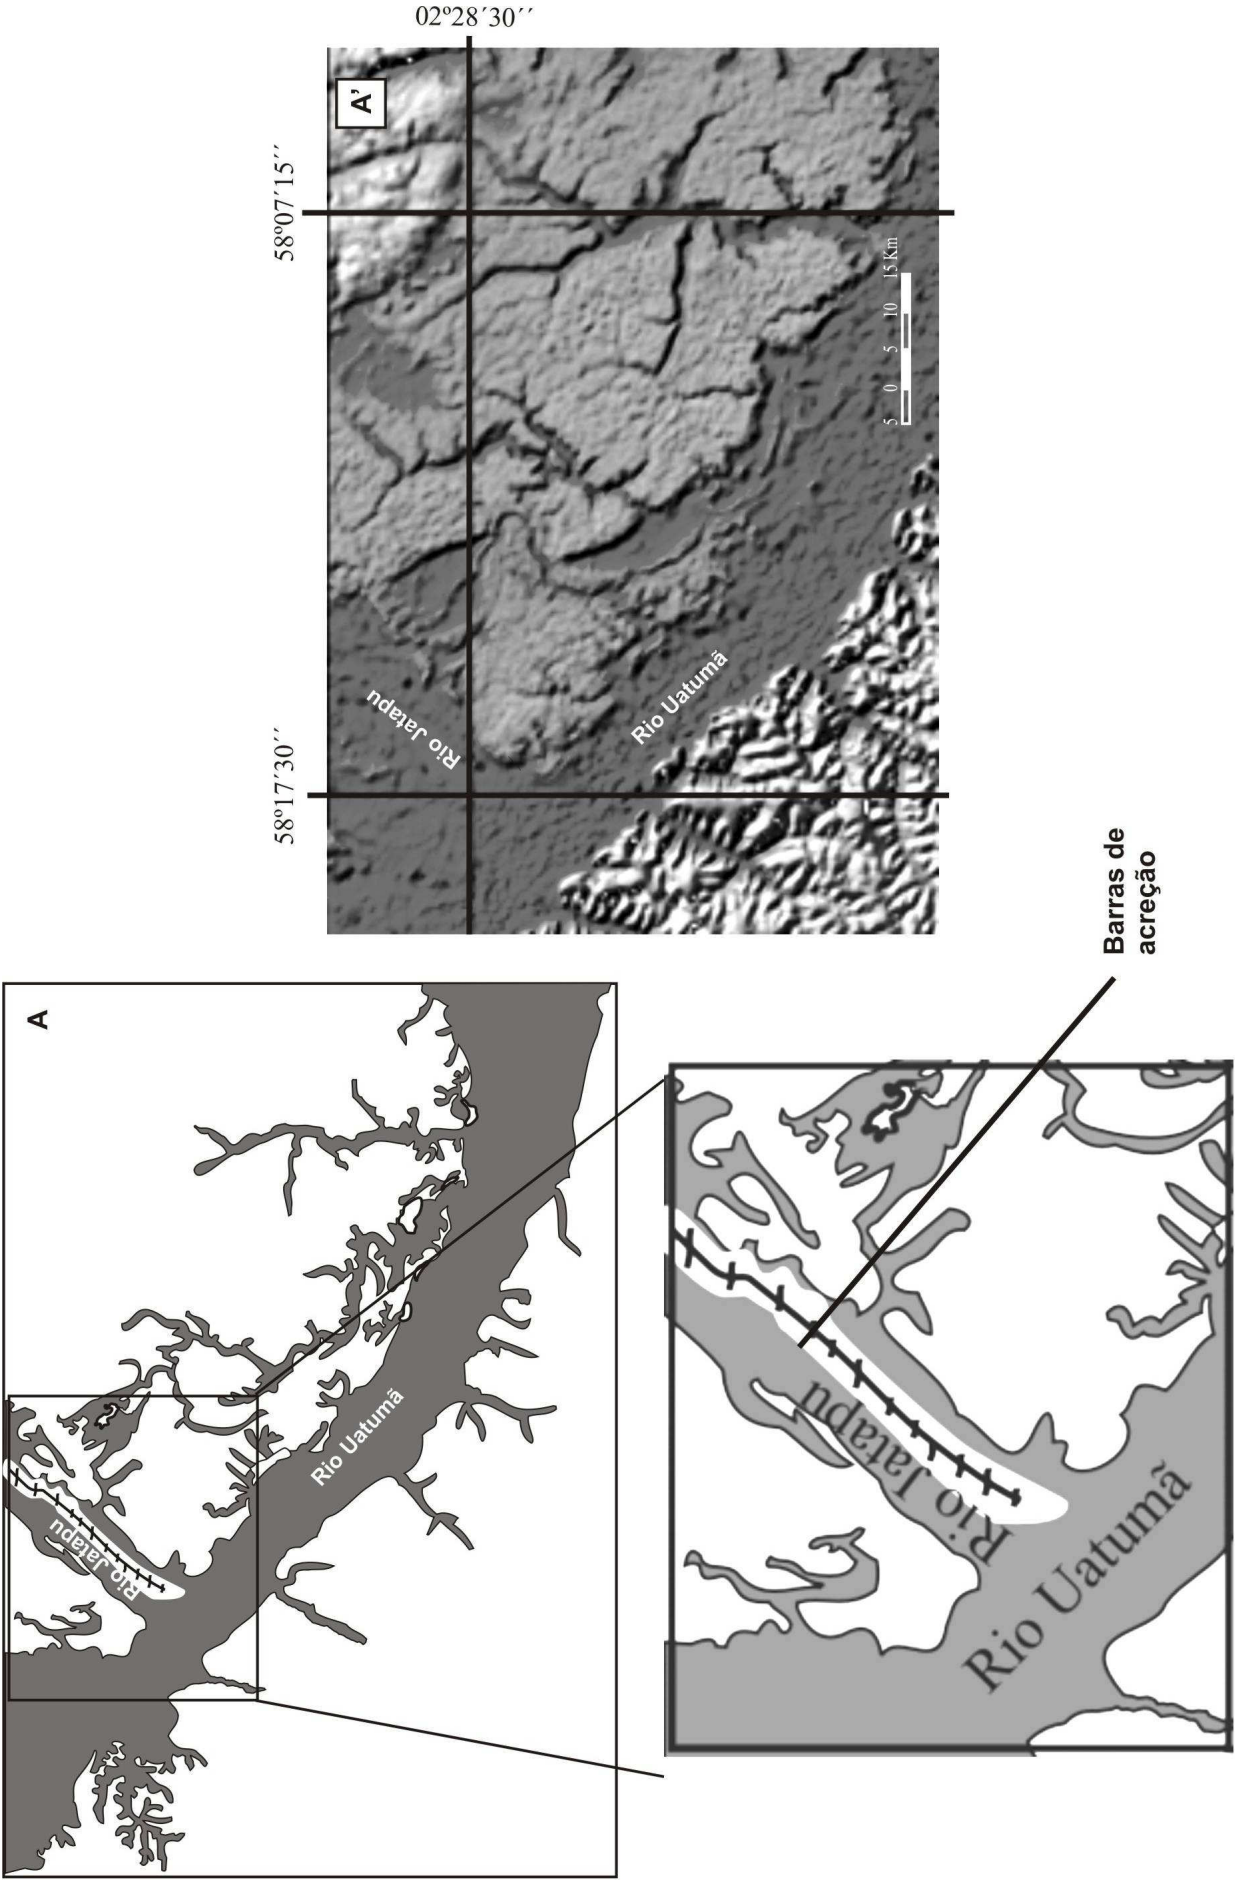 02º28´30´´
A’
58º07´15´´
58º17´30´´
Rio Jatapu
Rio Uatumã
5 0 5 10 15 Km
A
Rio Jatapu
Rio Uatumã
Barras de
acreção
Rio Jatapu
Rio Uatumã